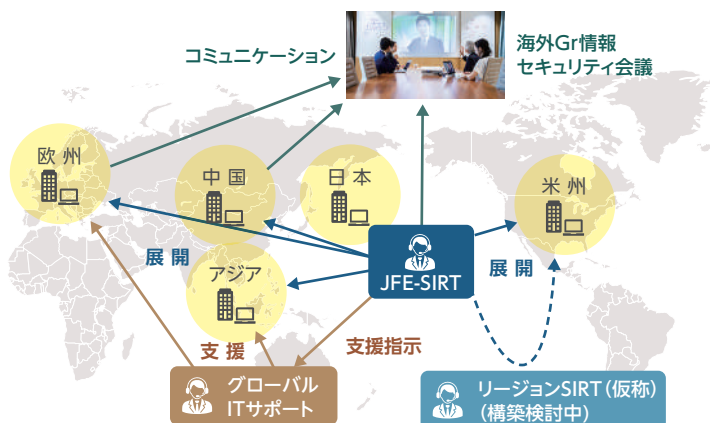 コミュニケーション
海外Gr情報
セキュリティ会議
欧州
中国
日本
米州
展開
アジア
JFE-SIRT
展開
支援
支援指示
グローバル
ITサポート
リージョンSIRT（仮称）
（構築検討中）